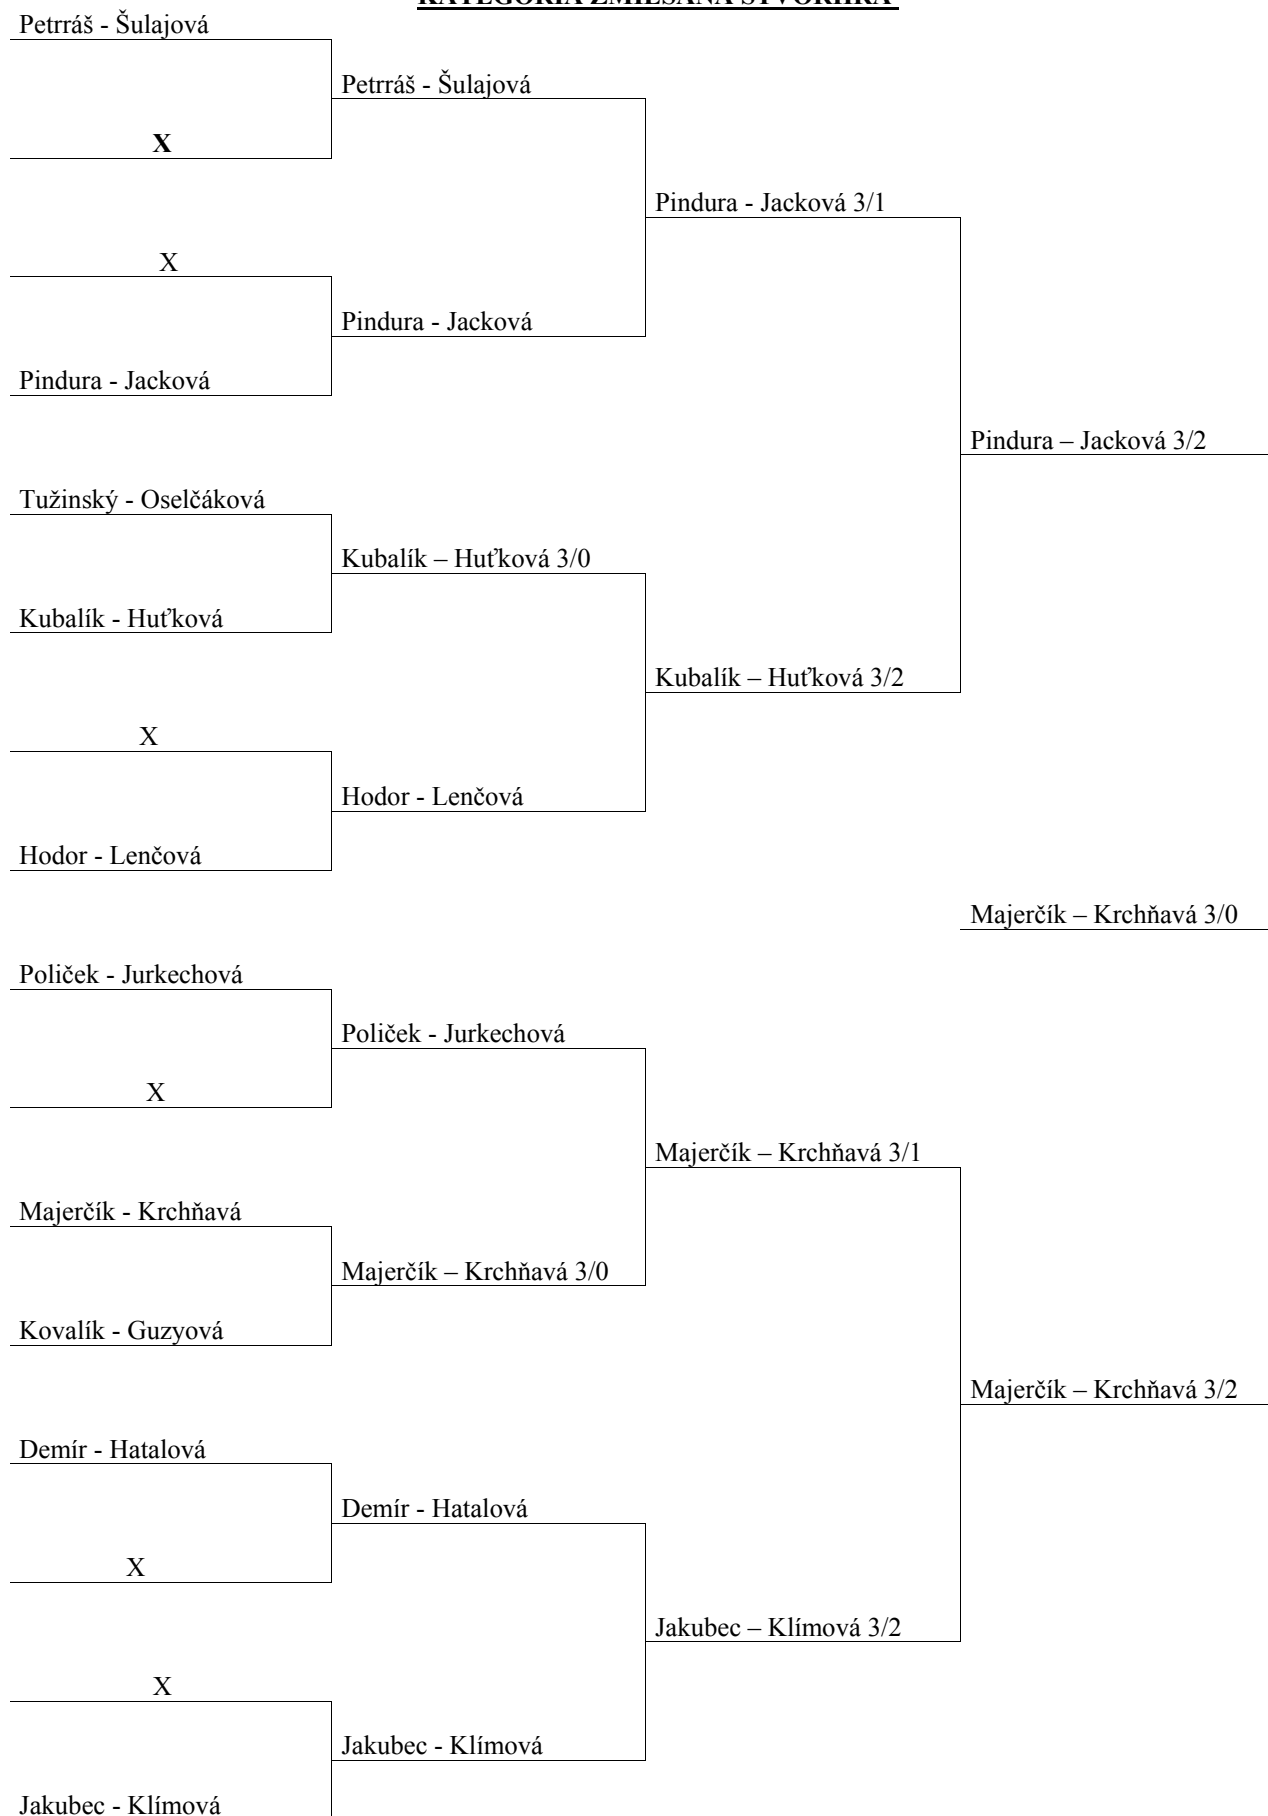 KATEGÓRIA ZMIEŠANÁ ŠTVORHRA
Petrráš - Šulajová
Petrráš - Šulajová
X
Pindura - Jacková 3/1
X
Pindura - Jacková
Pindura - Jacková
Pindura – Jacková 3/2
Tužinský - Oselčáková
Kubalík – Huťková 3/0
Kubalík - Huťková
Kubalík – Huťková 3/2
X
Hodor - Lenčová
Hodor - Lenčová
Majerčík – Krchňavá 3/0
Poliček - Jurkechová
Poliček - Jurkechová
X
Majerčík – Krchňavá 3/1
Majerčík - Krchňavá
Majerčík – Krchňavá 3/0
Kovalík - Guzyová
Majerčík – Krchňavá 3/2
Demír - Hatalová
Demír - Hatalová
X
Jakubec – Klímová 3/2
X
Jakubec - Klímová
Jakubec - Klímová